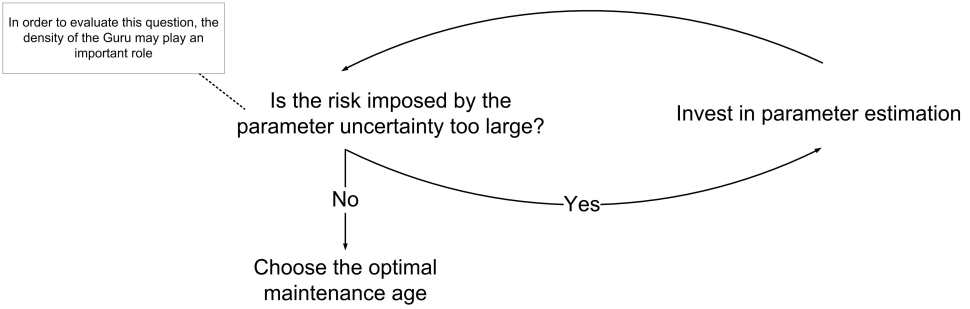 In order to evaluate this question, the
density of the Guru may play an
important role
Is the risk imposed by the
parameter uncertainty too large?
Invest in parameter estimation
No
Yes
Choose the optimal
maintenance age